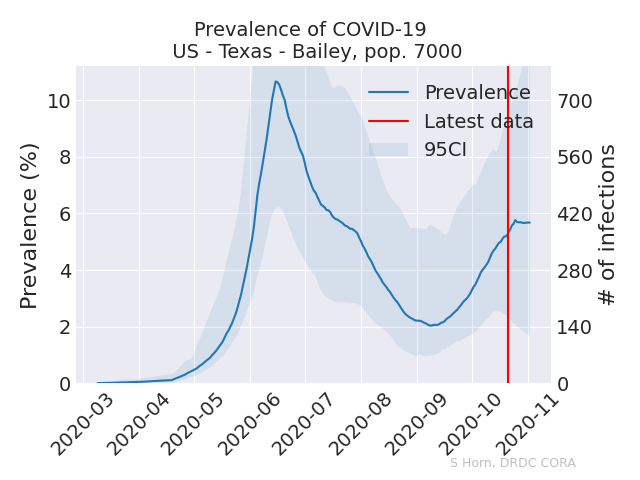 Prevalence of COVID-19
US - Texas - Bailey, pop. 7000
Prevalence (%)
10
8
6
4
2
0
Prevalence
Latest data
95CI
700
560
420
280
140
0
# of infections
2020-03
2020-04
2020-05
2020-06
2020-07
2020-08
2020-09
2020-10
2020-11
S Horn, DRDC CORA